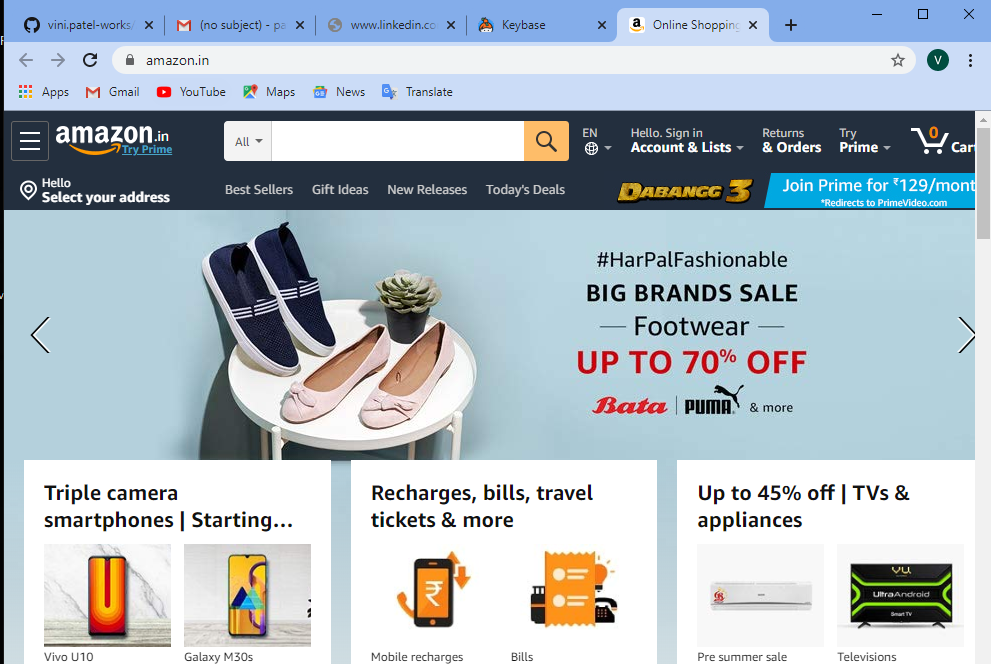 vini.patel-works/
(no subject) - pa
www.linkedin.co
Keybase
Online Shopping
amazon.in
V
Apps
Gmail
YouTube
Maps
News
Translate
amazon.in
Try Prime
All
EN
Hello. Sign in
Account & Lists
Returns
& Orders
Try
Prime
0
Cart
Hello
Select your address
Best Sellers
Gift Ideas
New Releases
Today's Deals
DABANGG 3
Join Prime for ₹129/mont
*Redirects to PrimeVideo.com
#HarPalFashionable
BIG BRANDS SALE
Footwear
UP TO 70% OFF
Bata | PUMA & more
Triple camera
smartphones | Starting...
Recharges, bills, travel
tickets & more
Up to 45% off | TVs &
appliances
VU
UltraAndroid
Smart TV
Vivo U10
Galaxy M30s
Mobile recharges
Bills
Pre summer sale
Televisions